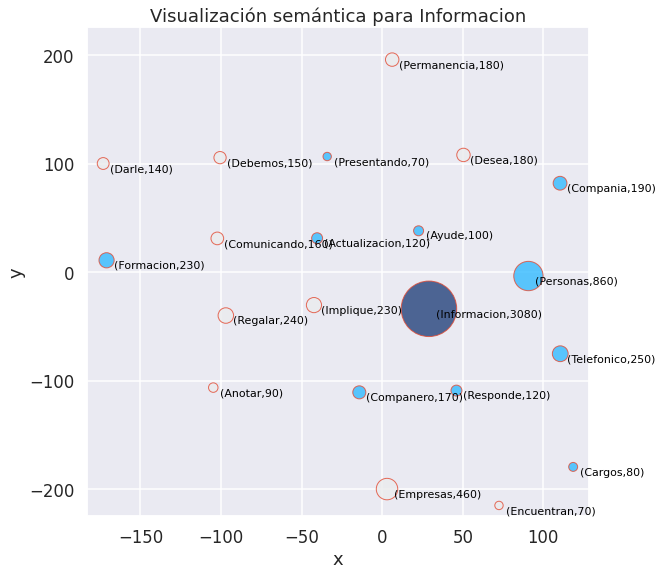 Visualización semántica para Informacion
200
(Permanencia,180)
100
(Darle,140)
(Debemos,150)
(Presentando,70)
(Desea,180)
(Compania,190)
(Comunicando,160)
(Actualizacion,120)
(Ayude,100)
y
0
(Formacion,230)
(Personas,860)
(Regalar,240)
(Implique,230)
(Informacion,3080)
(Telefonico,250)
−100
(Anotar,90)
(Companero,170)
(Responde,120)
(Cargos,80)
−200
(Empresas,460)
(Encuentran,70)
−150
−100
−50
0
50
100
x